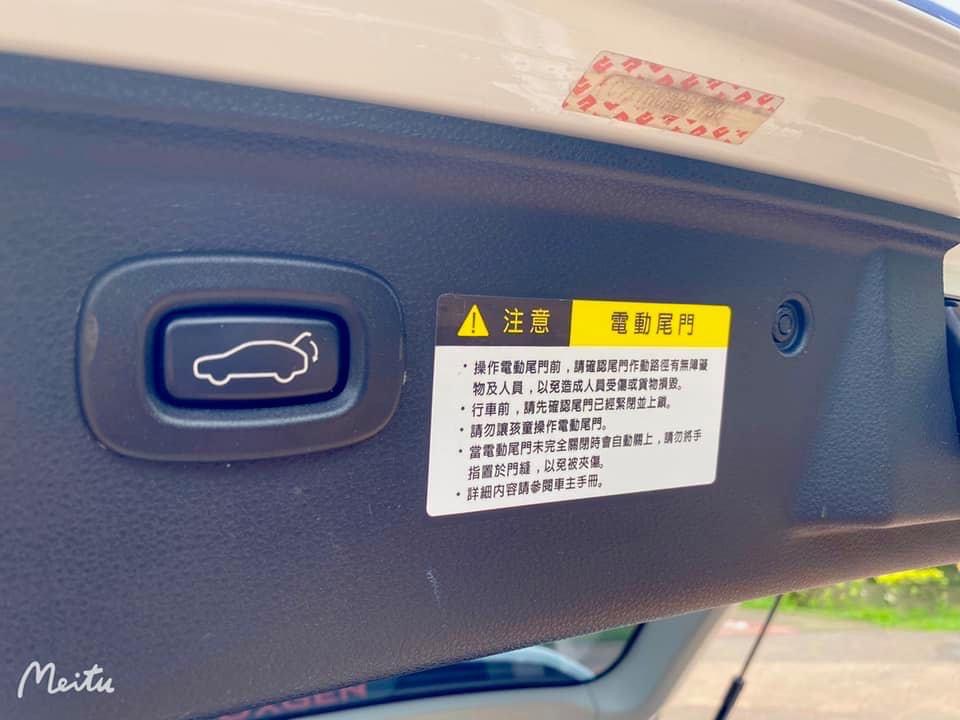 注意 電動尾門
・操作電動尾門前，請確認尾門作動路徑有無障礙
物及人員，以免造成人員受傷或貨物損毀。
・行車前，請先確認尾門已經緊閉並上鎖。
・請勿讓孩童操作電動尾門。
・當電動尾門未完全關閉時會自動關上，請勿將手
指置於門縫，以免被夾傷。
・詳細内容請參閱車主手冊。
Meitu